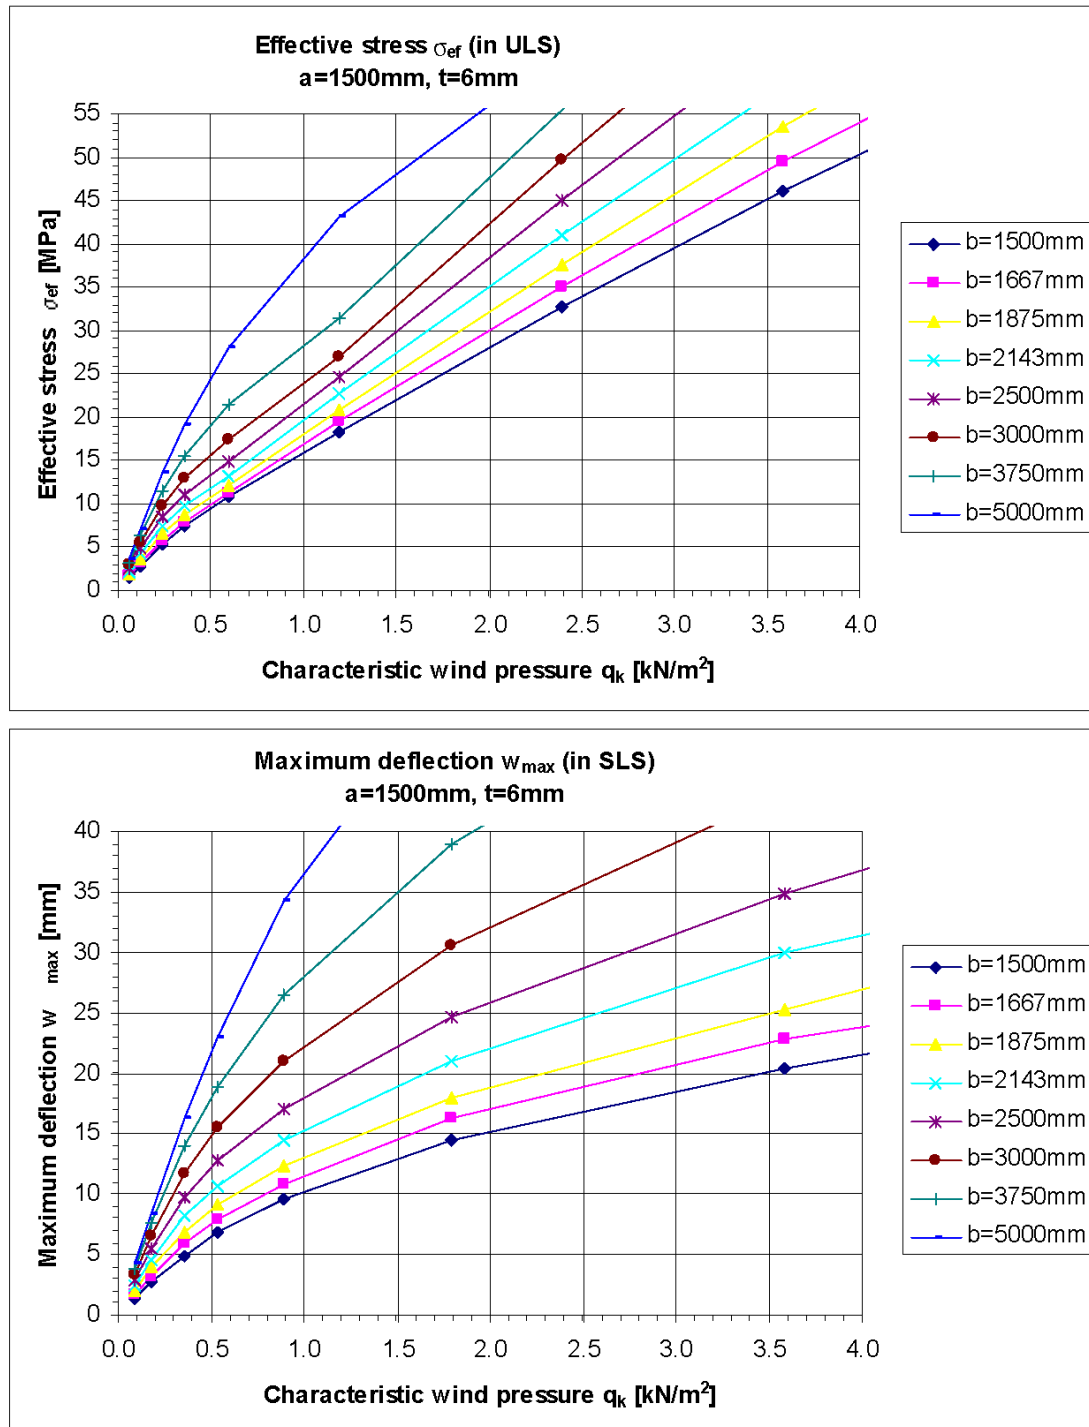 Effective stress σef (in ULS)
a=1500mm, t=6mm
Effective stress σef [MPa]
55
50
45
40
35
30
25
20
15
10
5
0
0.0 0.5 1.0 1.5 2.0 2.5 3.0 3.5 4.0
Characteristic wind pressure qk [kN/m²]
b=1500mm
b=1667mm
b=1875mm
b=2143mm
b=2500mm
b=3000mm
b=3750mm
b=5000mm
Maximum deflection wmax (in SLS)
a=1500mm, t=6mm
Maximum deflection w max [mm]
40
35
30
25
20
15
10
5
0
0.0 0.5 1.0 1.5 2.0 2.5 3.0 3.5 4.0
Characteristic wind pressure qk [kN/m²]
b=1500mm
b=1667mm
b=1875mm
b=2143mm
b=2500mm
b=3000mm
b=3750mm
b=5000mm